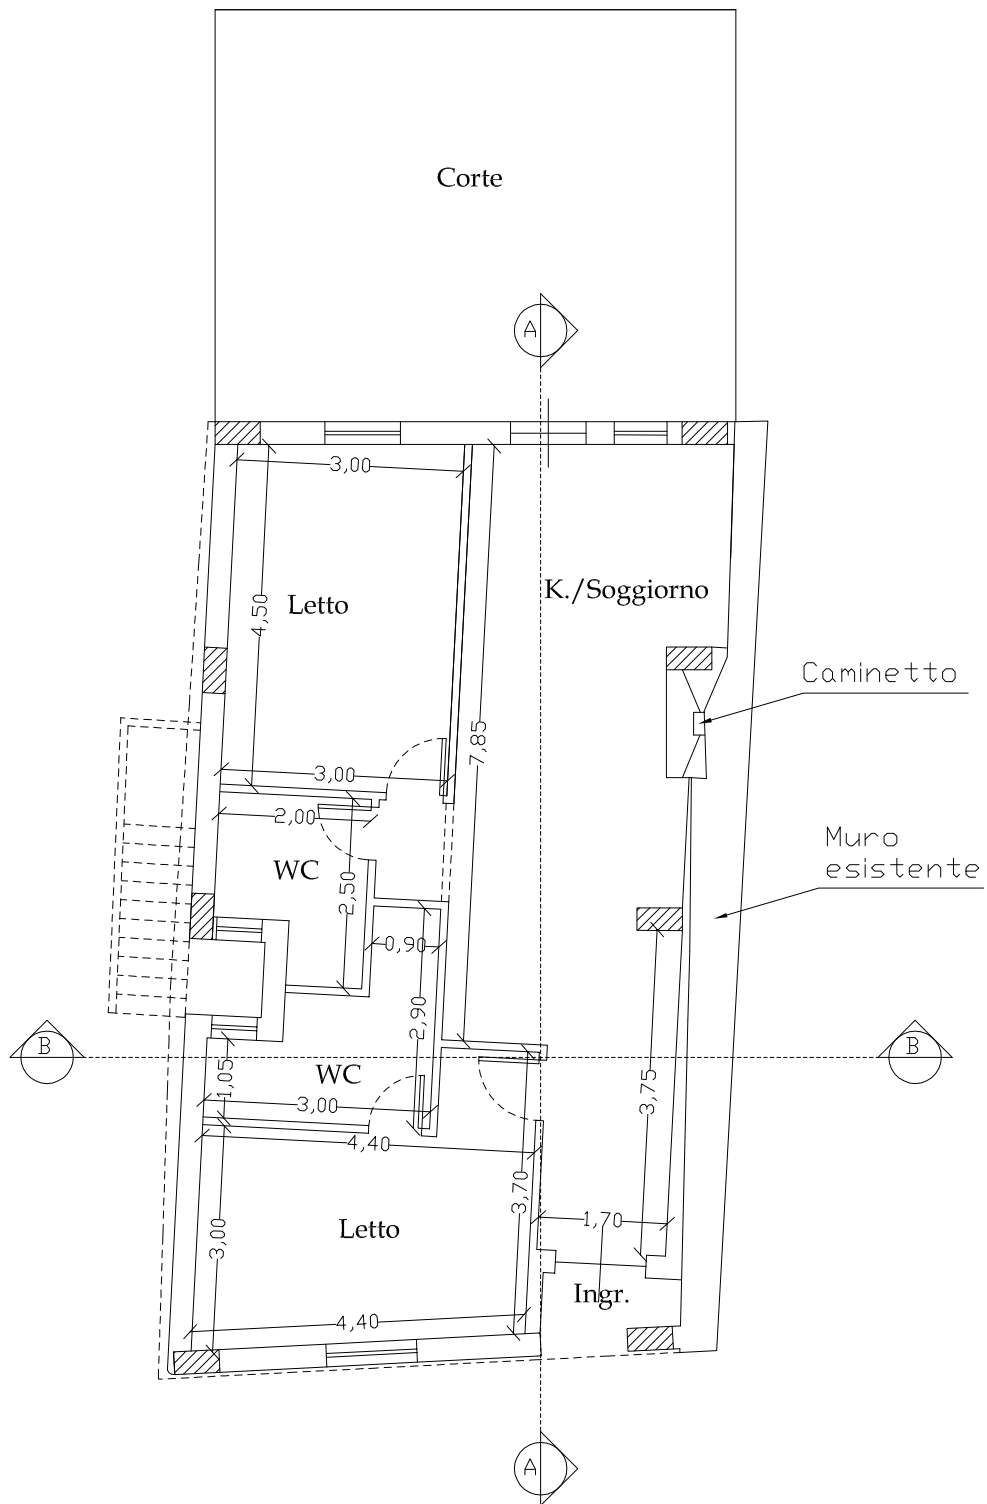 Corte
A
3,00
Letto
K./Soggiorno
4,50
Caminetto
7,85
3,00
2,00
Muro
esistente
WC
2,50
0,90
2,90
B
B
1,05
WC
3,00
3,75
4,40
3,70
1,70
Letto
3,00
Ingr.
4,40
A